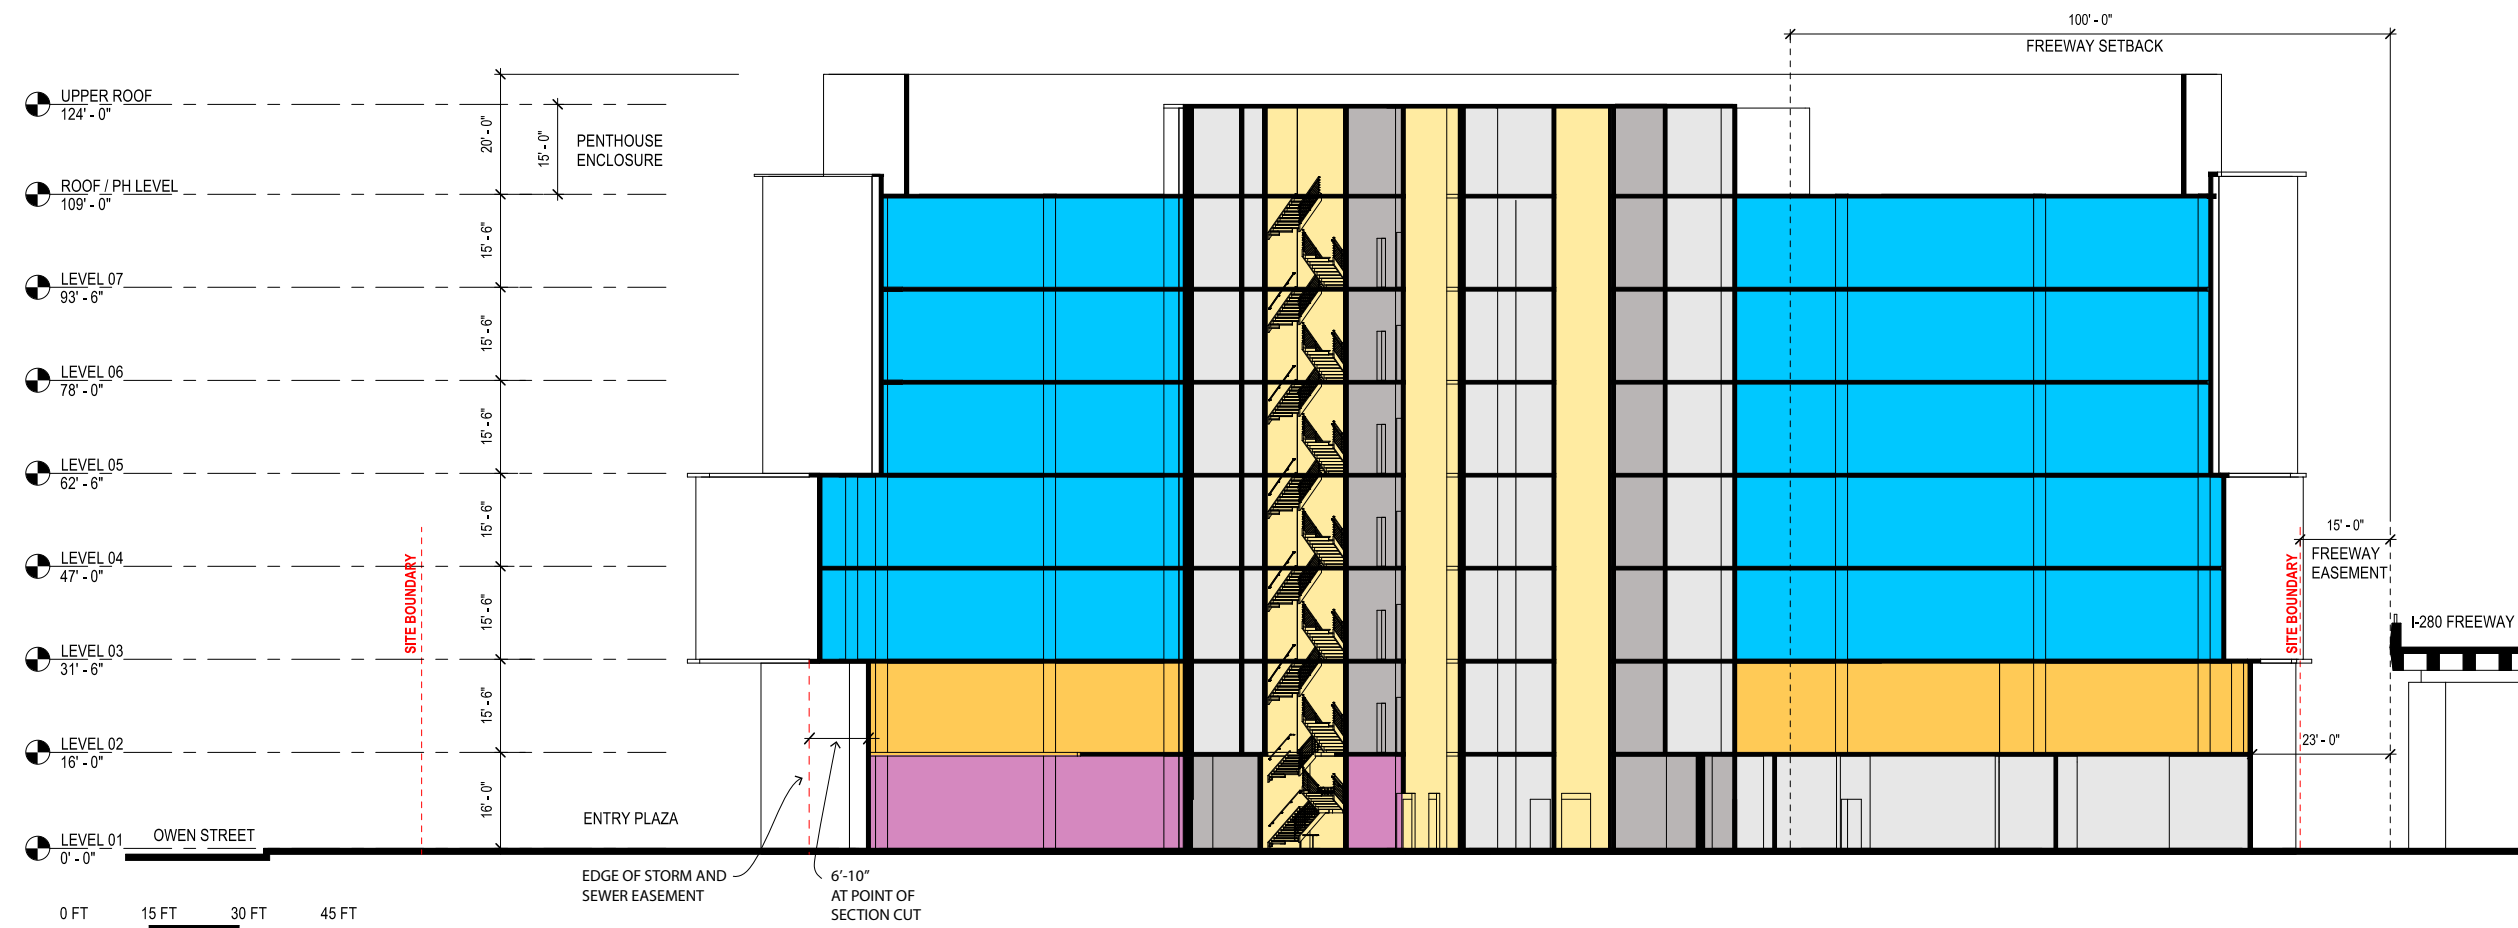 100' - 0"
FREEWAY SETBACK
UPPER ROOF
124' - 0"
20' - 0"
15' - 0"
PENTHOUSE
ENCLOSURE
ROOF / PH LEVEL
109' - 0"
15' - 6"
LEVEL 07
93' - 6"
15' - 6"
LEVEL 06
78' - 0"
15' - 6"
LEVEL 05
62' - 6"
15' - 6"
LEVEL 04
47' - 0"
15' - 6"
LEVEL 03
31' - 6"
15' - 6"
LEVEL 02
16' - 0"
16' - 0"
LEVEL 01
0' - 0"
SITE BOUNDARY
SITE BOUNDARY
15' - 0"
FREEWAY
EASEMENT
I-280 FREEWAY
23' - 0"
OWEN STREET
ENTRY PLAZA
EDGE OF STORM AND
SEWER EASEMENT
6'-10"
AT POINT OF
SECTION CUT
0 FT
15 FT
30 FT
45 FT